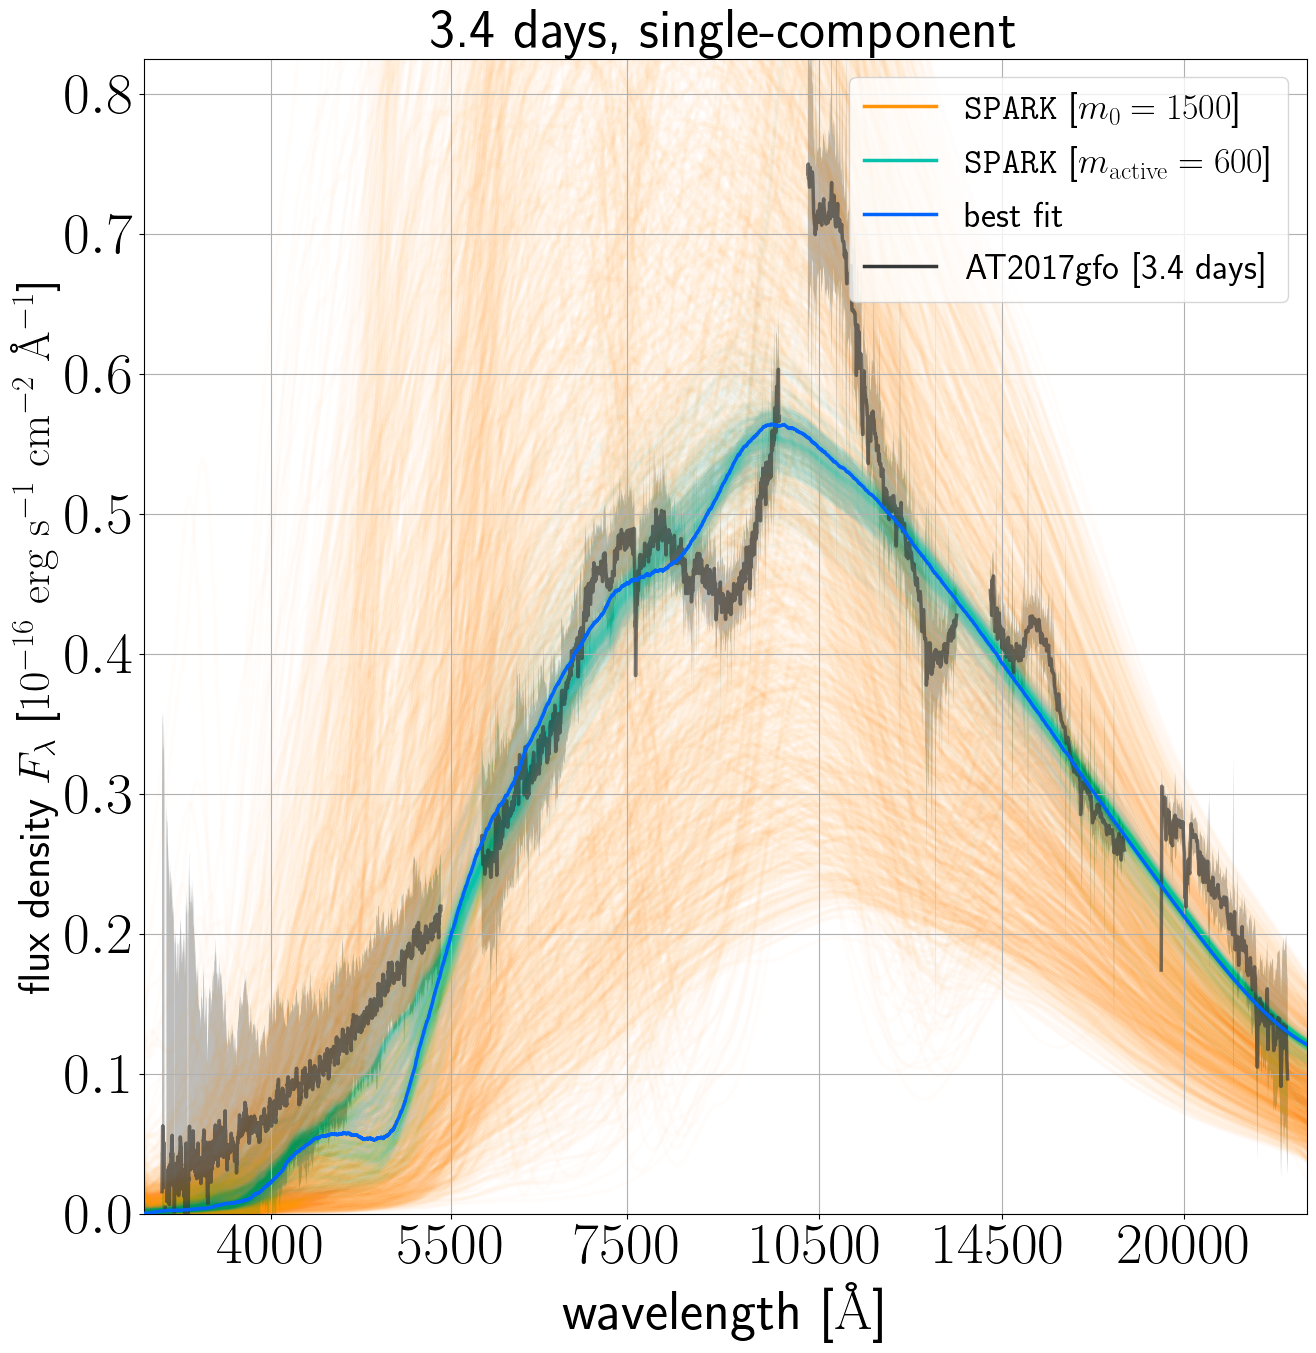 3.4 days, single-component
SPARK [m₀ = 1500]
SPARK [m_active = 600]
best fit
AT2017gfo [3.4 days]
flux density F_λ [10⁻¹⁶ erg s⁻¹ cm⁻² Å⁻¹]
0.8
0.7
0.6
0.5
0.4
0.3
0.2
0.1
0.0
4000 5500 7500 10500 14500 20000
wavelength [Å]